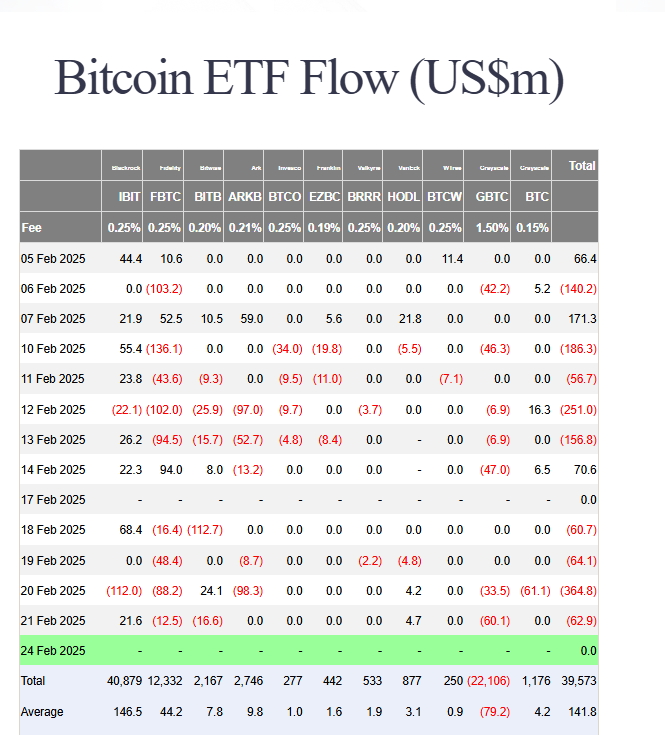 Bitcoin ETF Flow (US$m)
Blackrock Fidelity Bitwise Ark Invesco Franklin Valkyrie VanEck WTree Grayscale Grayscale Total
IBIT FBTC BITB ARKB BTCO EZBC BRRR HODL BTCW GBTC BTC
Fee 0.25% 0.25% 0.20% 0.21% 0.25% 0.19% 0.25% 0.20% 0.25% 1.50% 0.15%
05 Feb 2025 44.4 10.6 0.0 0.0 0.0 0.0 0.0 0.0 11.4 0.0 0.0 66.4
06 Feb 2025 0.0 (103.2) 0.0 0.0 0.0 0.0 0.0 0.0 0.0 (42.2) 5.2 (140.2)
07 Feb 2025 21.9 52.5 10.5 59.0 0.0 5.6 0.0 21.8 0.0 0.0 0.0 171.3
10 Feb 2025 55.4 (136.1) 0.0 0.0 (34.0) (19.8) 0.0 (5.5) 0.0 (46.3) 0.0 (186.3)
11 Feb 2025 23.8 (43.6) (9.3) 0.0 (9.5) (11.0) 0.0 0.0 (7.1) 0.0 0.0 (56.7)
12 Feb 2025 (22.1) (102.0) (25.9) (97.0) (9.7) 0.0 (3.7) 0.0 0.0 (6.9) 16.3 (251.0)
13 Feb 2025 26.2 (94.5) (15.7) (52.7) (4.8) (8.4) 0.0 - 0.0 (6.9) 0.0 (156.8)
14 Feb 2025 22.3 94.0 8.0 (13.2) 0.0 0.0 0.0 - 0.0 (47.0) 6.5 70.6
17 Feb 2025 - - - - - - - - - - - 0.0
18 Feb 2025 68.4 (16.4) (112.7) 0.0 0.0 0.0 0.0 0.0 0.0 0.0 0.0 (60.7)
19 Feb 2025 0.0 (48.4) 0.0 (8.7) 0.0 0.0 (2.2) (4.8) 0.0 0.0 0.0 (64.1)
20 Feb 2025 (112.0) (88.2) 24.1 (98.3) 0.0 0.0 0.0 4.2 0.0 (33.5) (61.1) (364.8)
21 Feb 2025 21.6 (12.5) (16.6) 0.0 0.0 0.0 0.0 4.7 0.0 (60.1) 0.0 (62.9)
24 Feb 2025 - - - - - - - - - - - 0.0
Total 40,879 12,332 2,167 2,746 277 442 533 877 250 (22,106) 1,176 39,573
Average 146.5 44.2 7.8 9.8 1.0 1.6 1.9 3.1 0.9 (79.2) 4.2 141.8